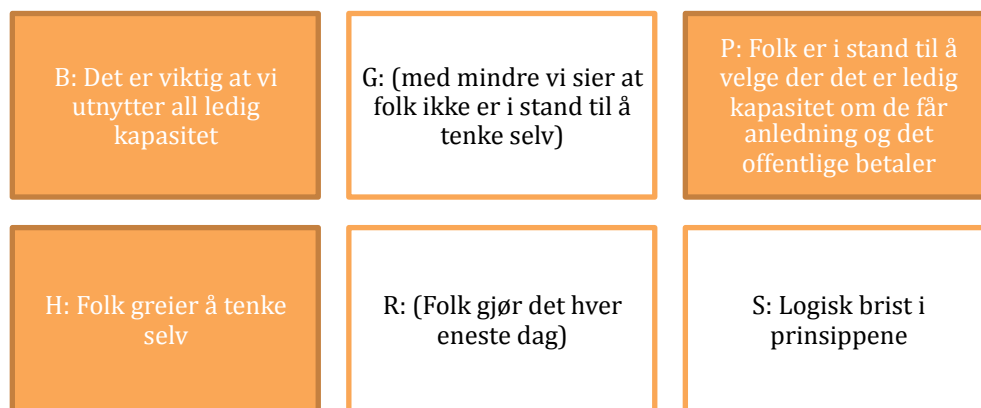 B: Det er viktig at vi
utnytter all ledig
kapasitet
G: (med mindre vi sier at
folk ikke er i stand til å
tenke selv)
P: Folk er i stand til å
velge der det er ledig
kapasitet om de får
anledning og det
offentlige betaler
H: Folk greier å tenke
selv
R: (Folk gjør det hver
eneste dag)
S: Logisk brist i
prinsippene